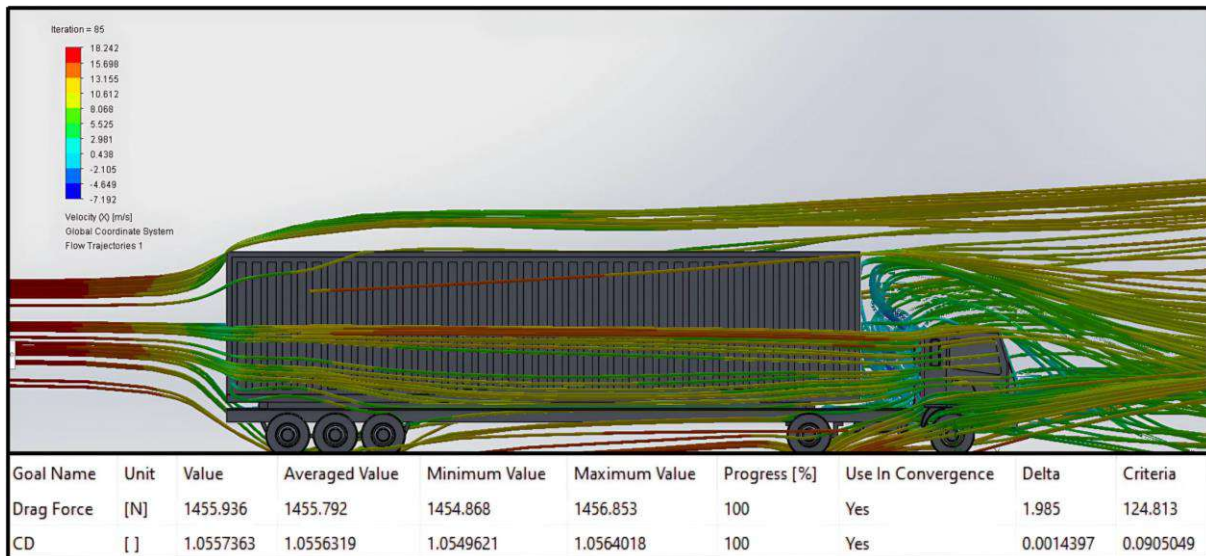 Iteration = 85
18.242
15.698
13.155
10.612
8.068
5.525
2.981
0.438
-2.105
-4.649
-7.192
Velocity (X) [m/s]
Global Coordinate System
Flow Trajectories 1
Goal Name Unit Value Averaged Value Minimum Value Maximum Value Progress [%] Use In Convergence Delta Criteria
Drag Force [N] 1455.936 1455.792 1454.868 1456.853 100 Yes 1.985 124.813
CD [ ] 1.0557363 1.0556319 1.0549621 1.0564018 100 Yes 0.0014397 0.0905049